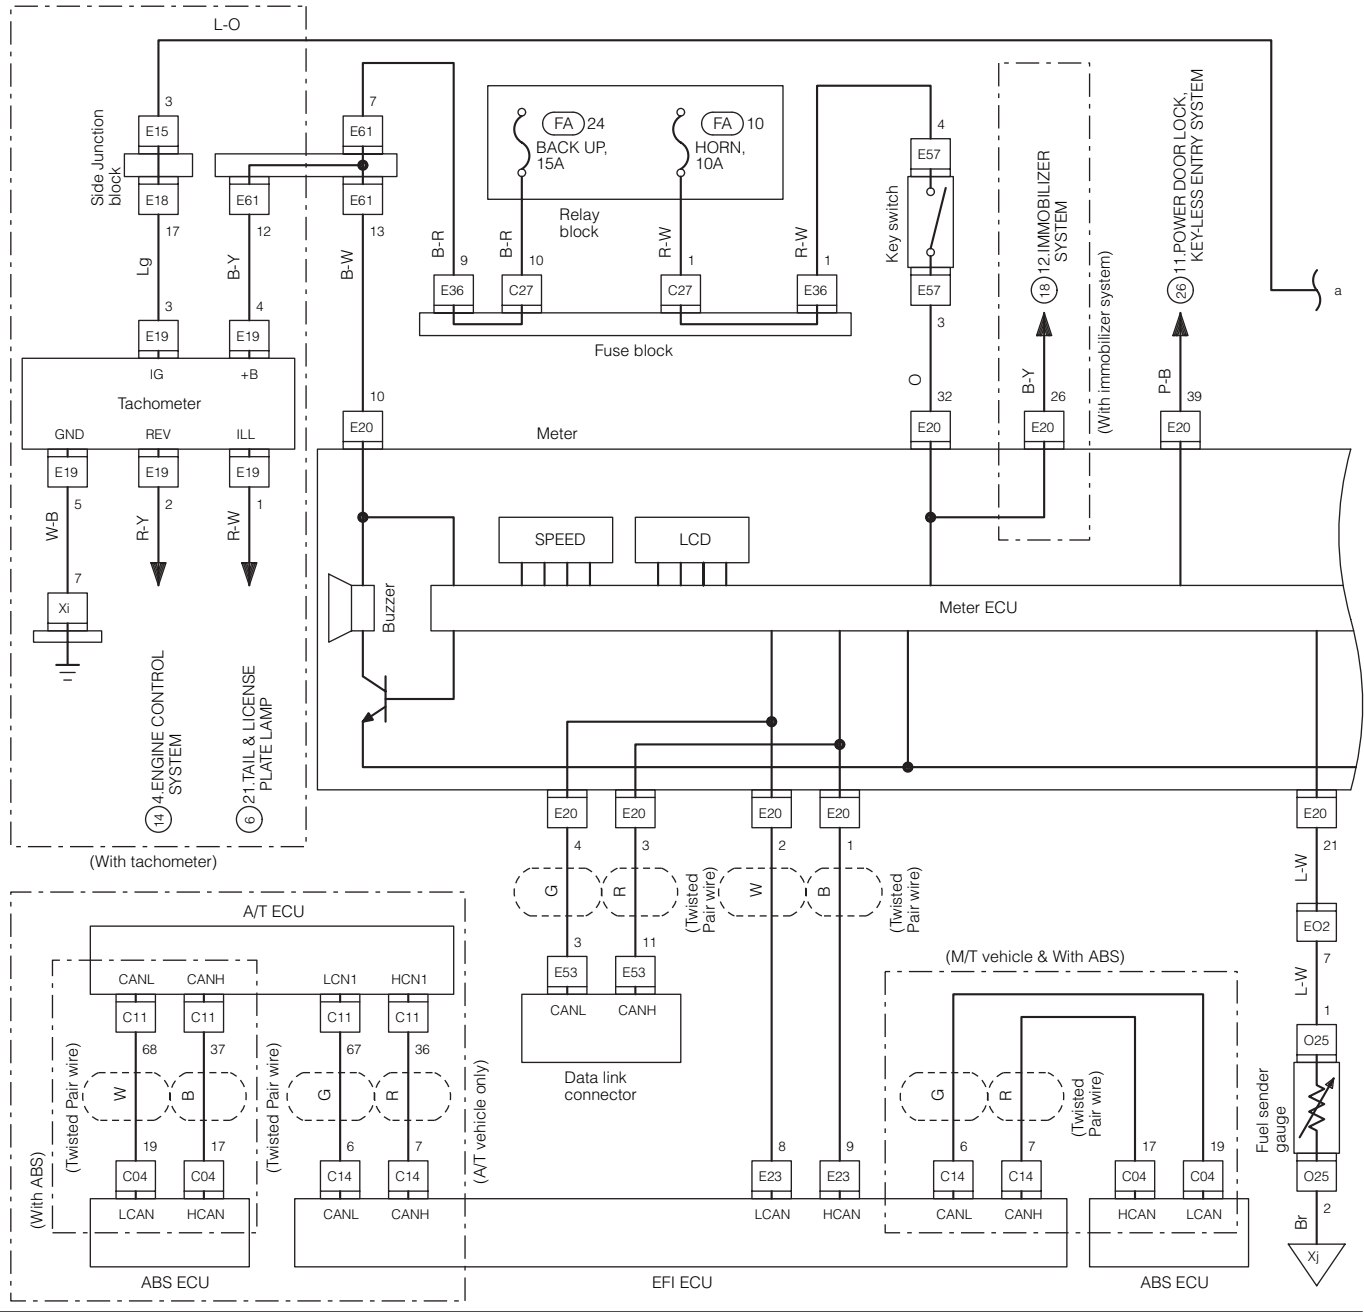 L-O
3
E15
Side Junction
block
E18
17
Lg
3
E19
E61
12
B-Y
4
E19
7
E61
E61
13
B-W
10
E20
B-R
9
E36
FA 24
BACK UP,
15A
FA 10
HORN,
10A
Relay
block
B-R
10
C27
R-W
1
C27
R-W
1
E36
Fuse block
4
E57
Key switch
E57
3
O
32
E20
18 12.IMMOBILIZER
SYSTEM
B-Y
26
E20
(With immobilizer system)
26 11.POWER DOOR LOCK,
KEY-LESS ENTRY SYSTEM
P-B
39
E20
a
IG
+B
Tachometer
GND
REV
ILL
E19
5
W-B
7
Xi
E19
2
R-Y
E19
1
R-W
14 4.ENGINE CONTROL
SYSTEM
6 21.TAIL & LICENSE
PLATE LAMP
(With tachometer)
Meter
SPEED
LCD
Buzzer
Meter ECU
E20
4
G
3
E53
E20
3
R
11
E53
(Twisted
Pair wire)
CANL
CANH
Data link
connector
E20
2
W
8
E23
E20
1
B
9
E23
(Twisted
Pair wire)
E20
21
L-W
EO2
7
L-W
1
O25
Fuel sender
gauge
O25
2
Br
Xj
A/T ECU
CANL
CANH
LCN1
HCN1
C11
C11
C11
C11
68
37
67
36
(Twisted Pair wire)
W
B
(Twisted Pair wire)
G
R
(A/T vehicle only)
19
17
6
7
(With ABS)
C04
C04
C14
C14
LCAN
HCAN
CANL
CANH
ABS ECU
LCAN
HCAN
EFI ECU
(M/T vehicle & With ABS)
G
R
(Twisted
Pair wire)
6
7
17
19
C14
C14
C04
C04
CANL
CANH
HCAN
LCAN
ABS ECU